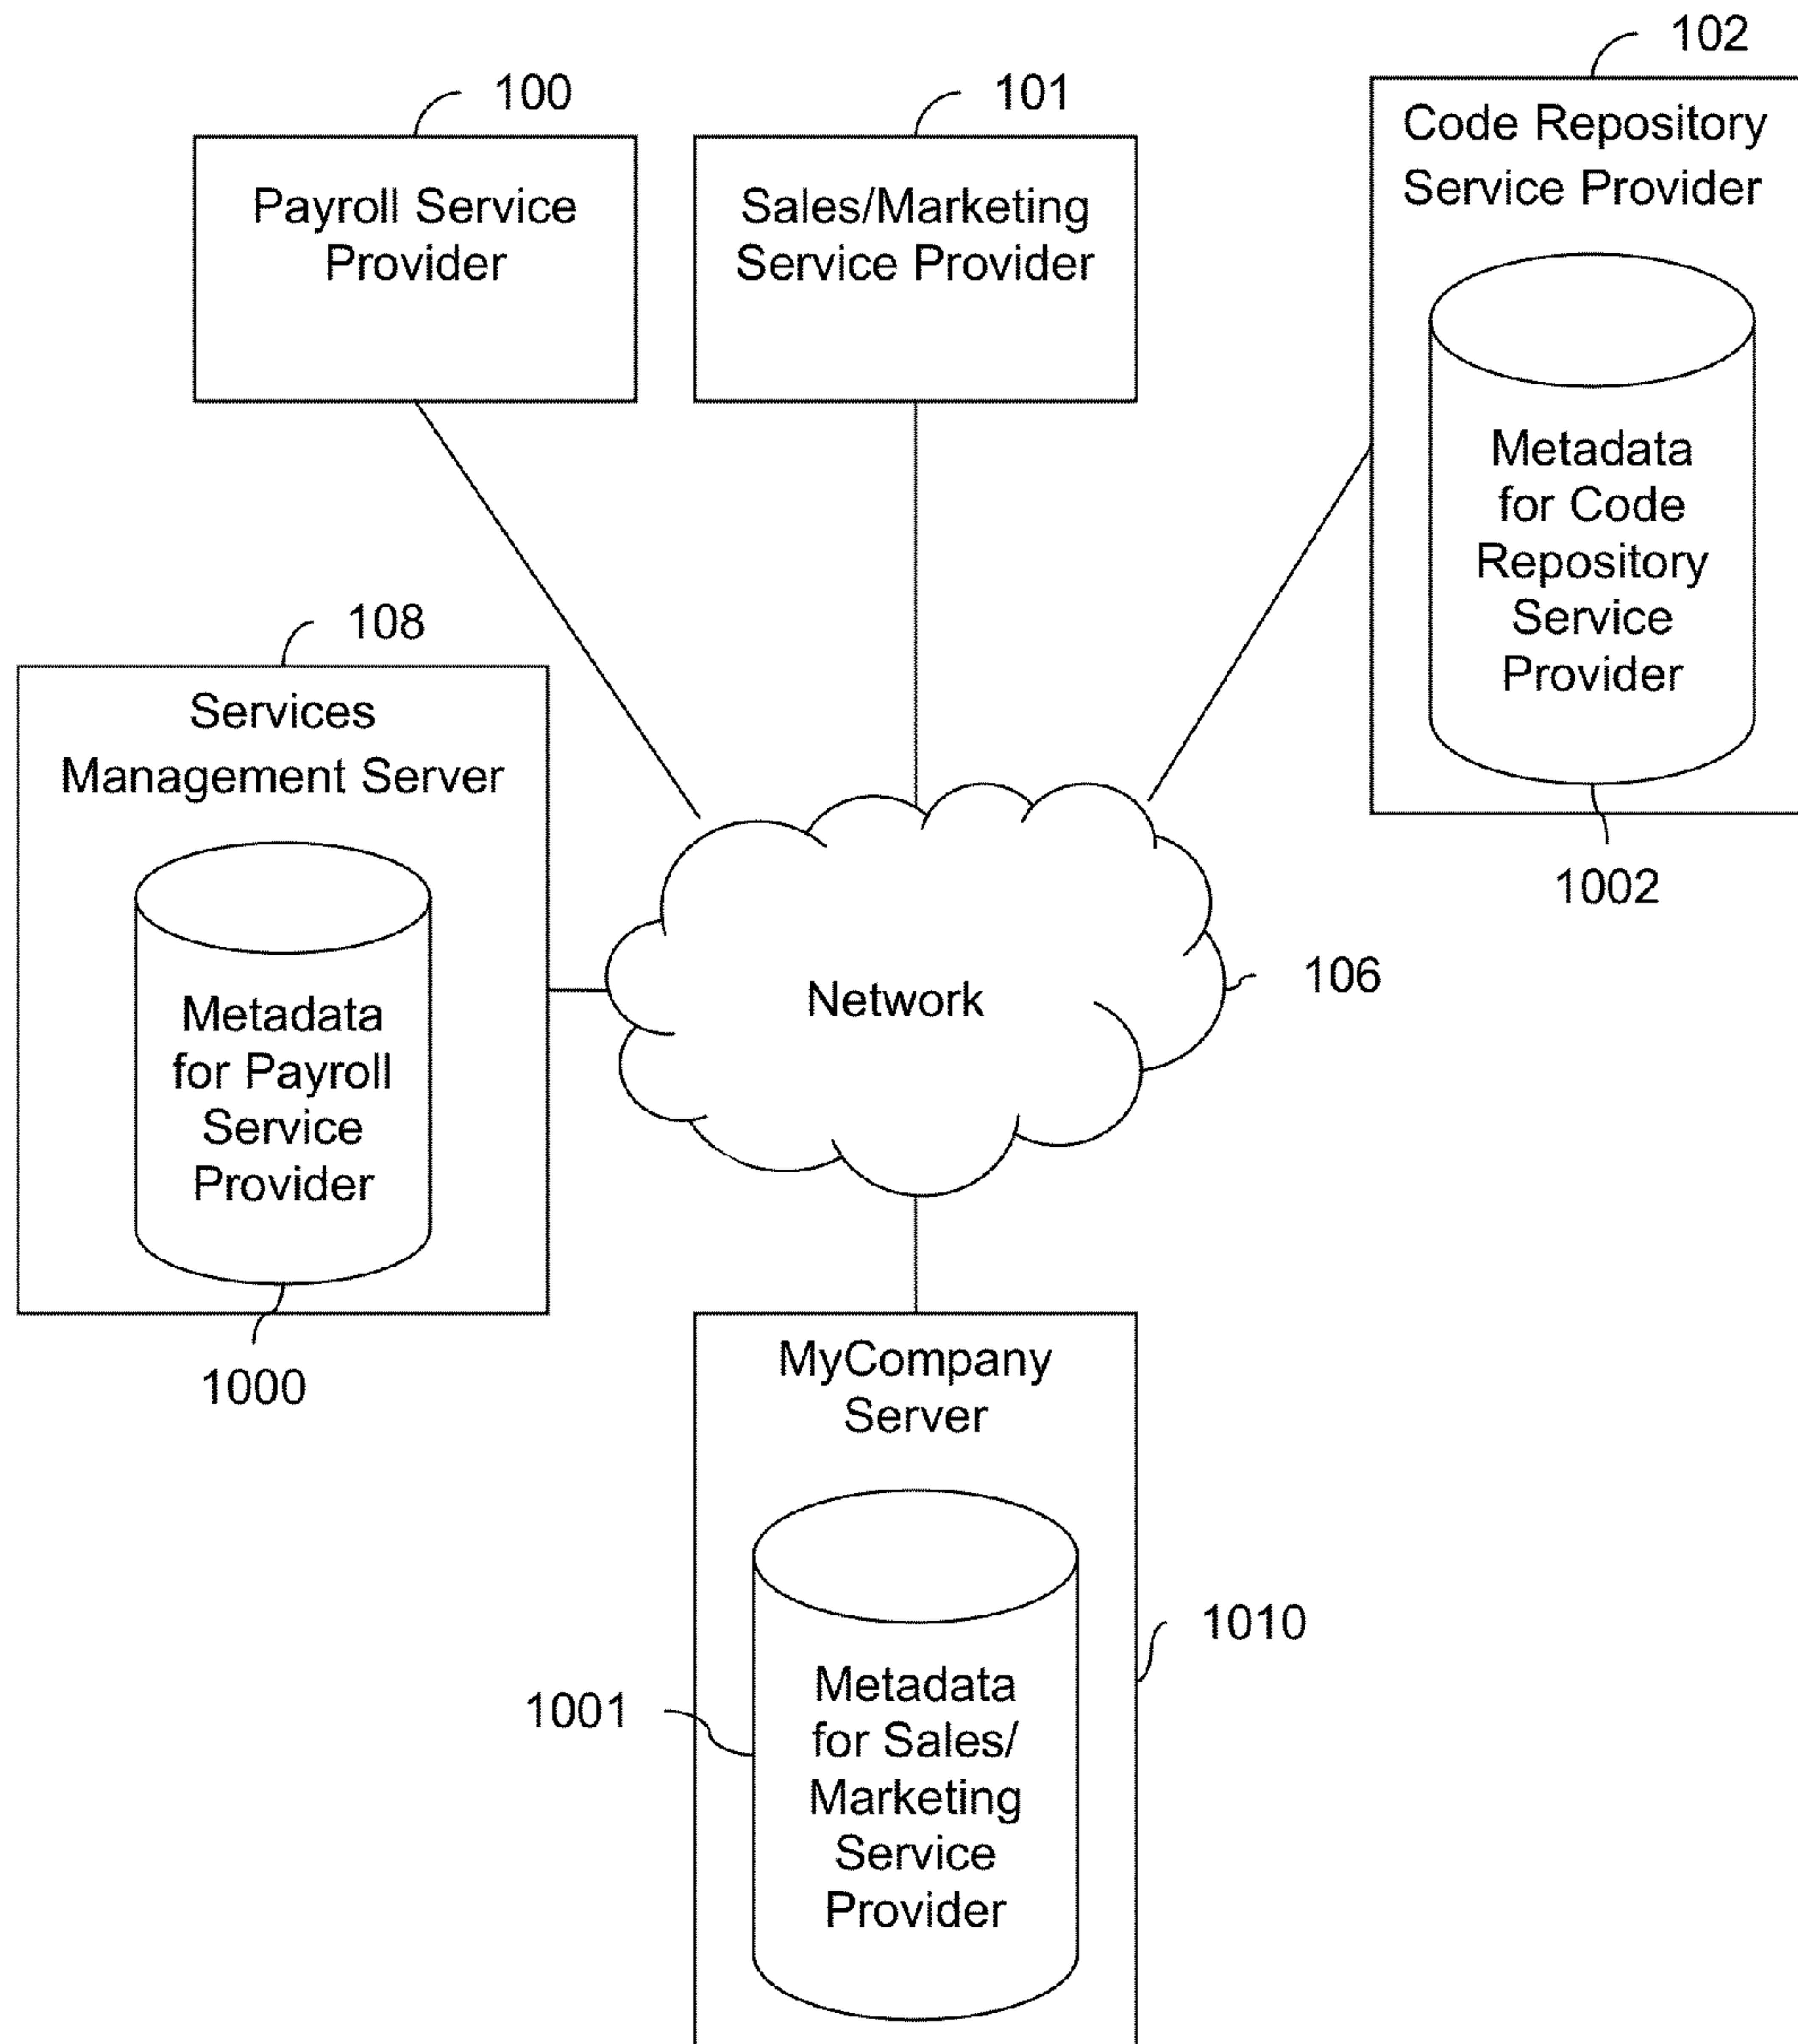 102
100
101
Code Repository
Service Provider
Payroll Service
Provider
Sales/Marketing
Service Provider
Metadata
for Code
Repository
Service
Provider
108
Services
Management Server
1002
106
Network
Metadata
for Payroll
Service
Provider
1000
MyCompany
Server
1010
1001
Metadata
for Sales/
Marketing
Service
Provider